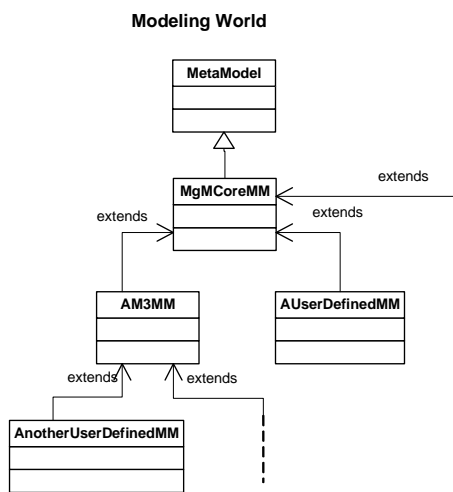 Modeling World
MetaModel
MgMCoreMM
extends
extends
extends
AM3MM
AUserDefinedMM
extends
extends
AnotherUserDefinedMM